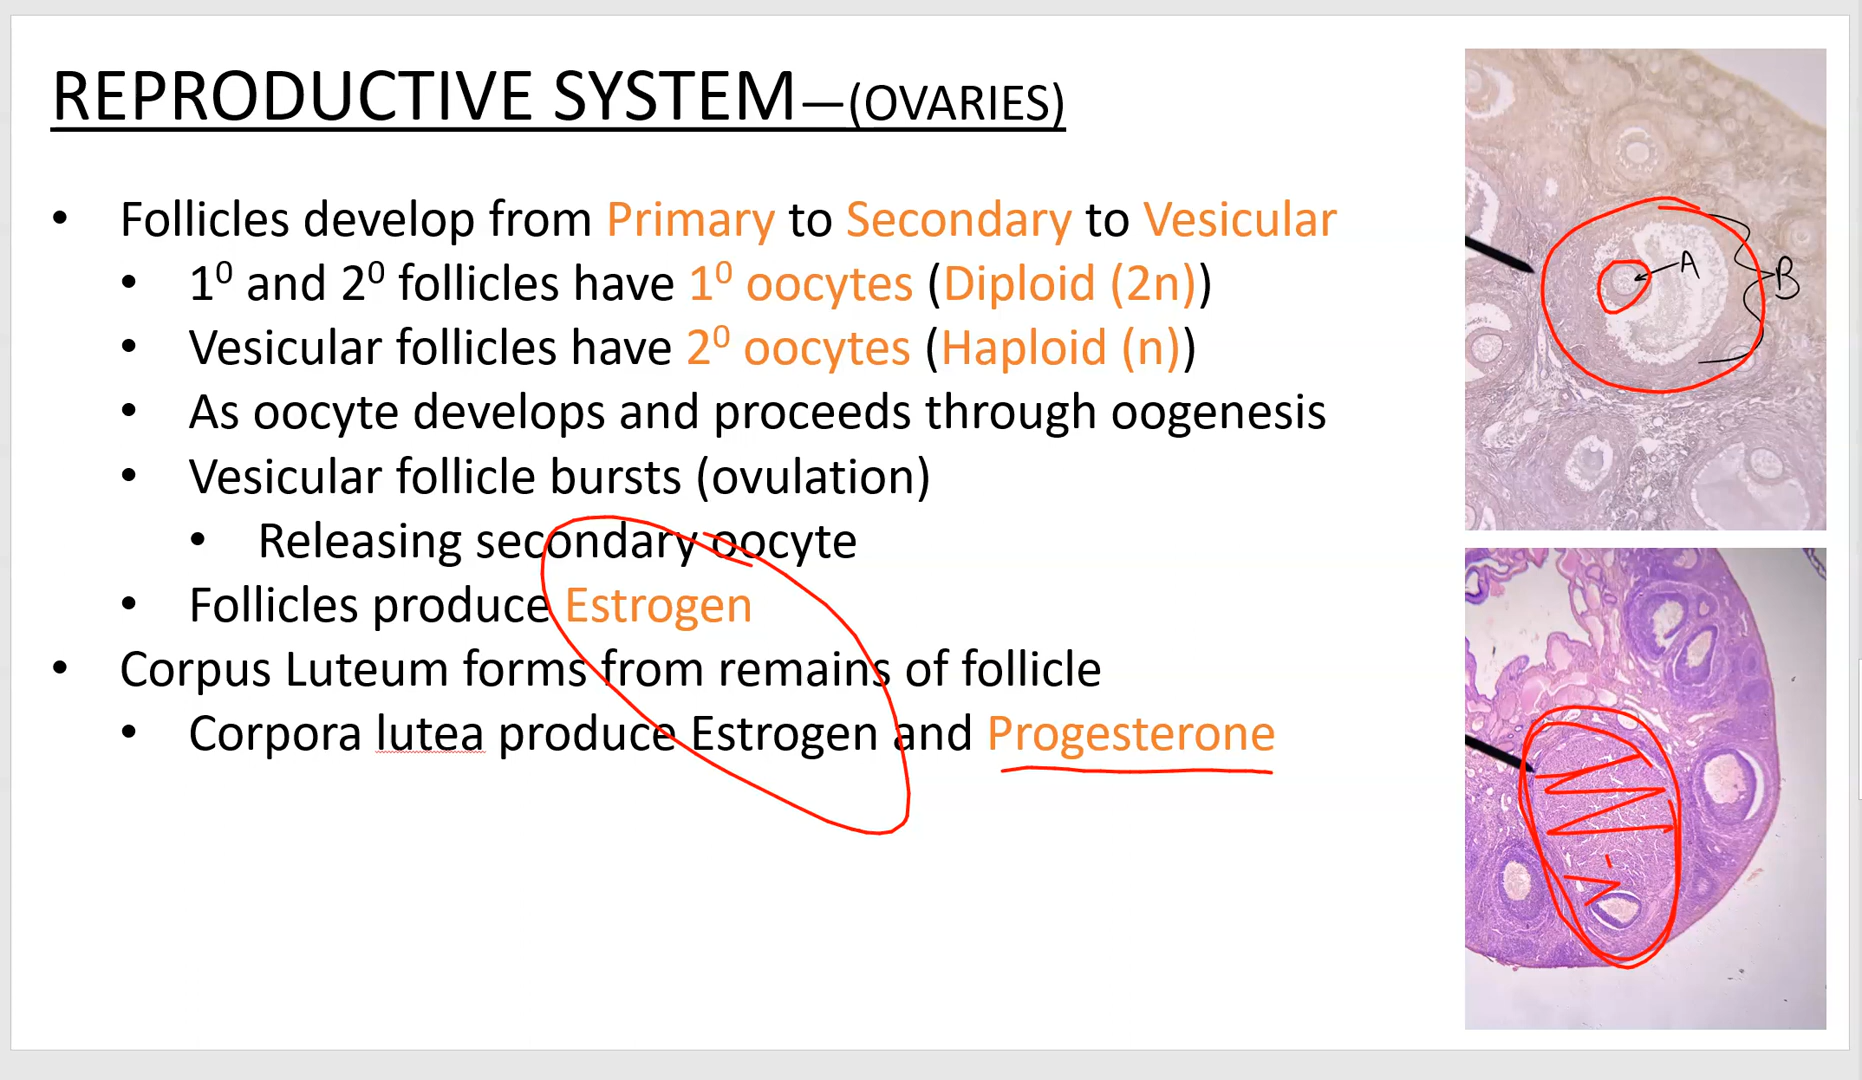 REPRODUCTIVE SYSTEM—(OVARIES)
• Follicles develop from Primary to Secondary to Vesicular
• 1⁰ and 2⁰ follicles have 1⁰ oocytes (Diploid (2n))
• Vesicular follicles have 2⁰ oocytes (Haploid (n))
• As oocyte develops and proceeds through oogenesis
• Vesicular follicle bursts (ovulation)
• Releasing secondary oocyte
• Follicles produce Estrogen
• Corpus Luteum forms from remains of follicle
• Corpora lutea produce Estrogen and Progesterone
A
B